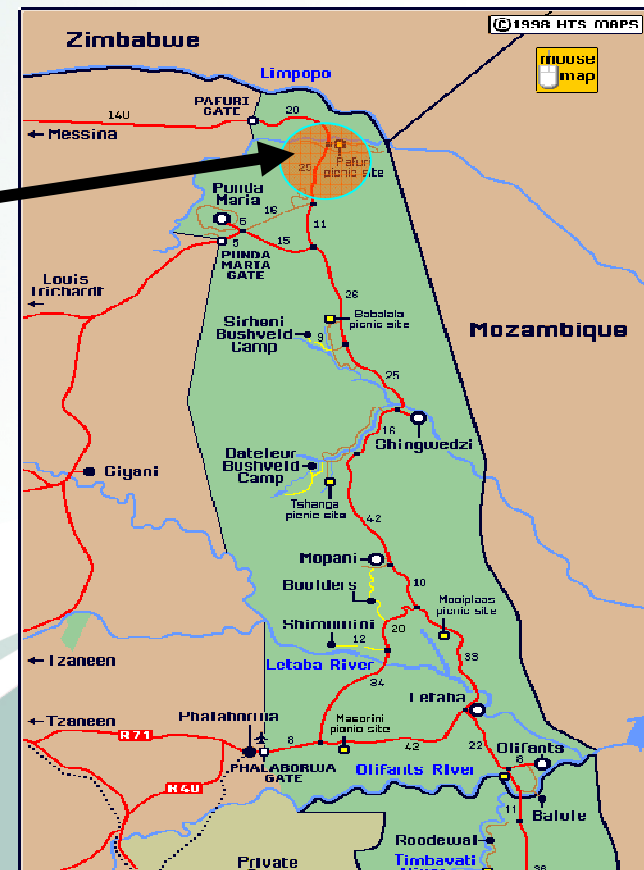 ©1998 HTS MAPS
Zimbabwe
mouse
map
Limpopo
PAFURI
GATE
20
140
← Messina
25
Pafuri
picnic site
Punda
Maria
16
6
11
5
15
PUNDA
MARIA
GATE
Louis
Trichardt
←
26
Babalala
picnic site
Sirheni
Bushveld
Camp
9
Mozambique
25
16
Shingwedzi
Bateleur
Bushveld
Camp
Giyani
Tshanga
picnic site
42
Mopani
10
Boulders
Mooiplaas
picnic site
Shimuwini
20
12
33
← Tzaneen
Letaba River
34
Letaba
← Tzaneen
Phalaborwa
Masorini
picnic site
R71
8
42
22
Olifants
PHALABORWA
GATE
8
Olifants River
R40
11
Balule
Roodewal
Timbavati
Private